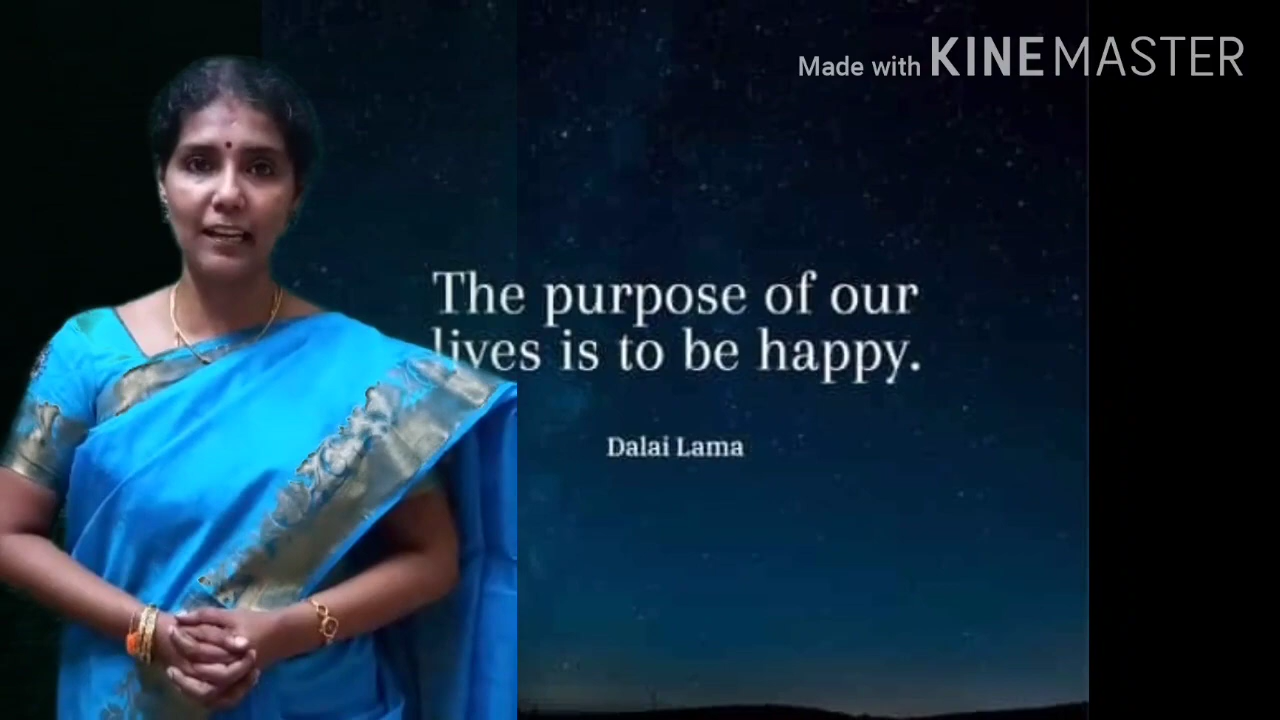 Made with KINEMASTER
The purpose of our
lives is to be happy.
Dalai Lama